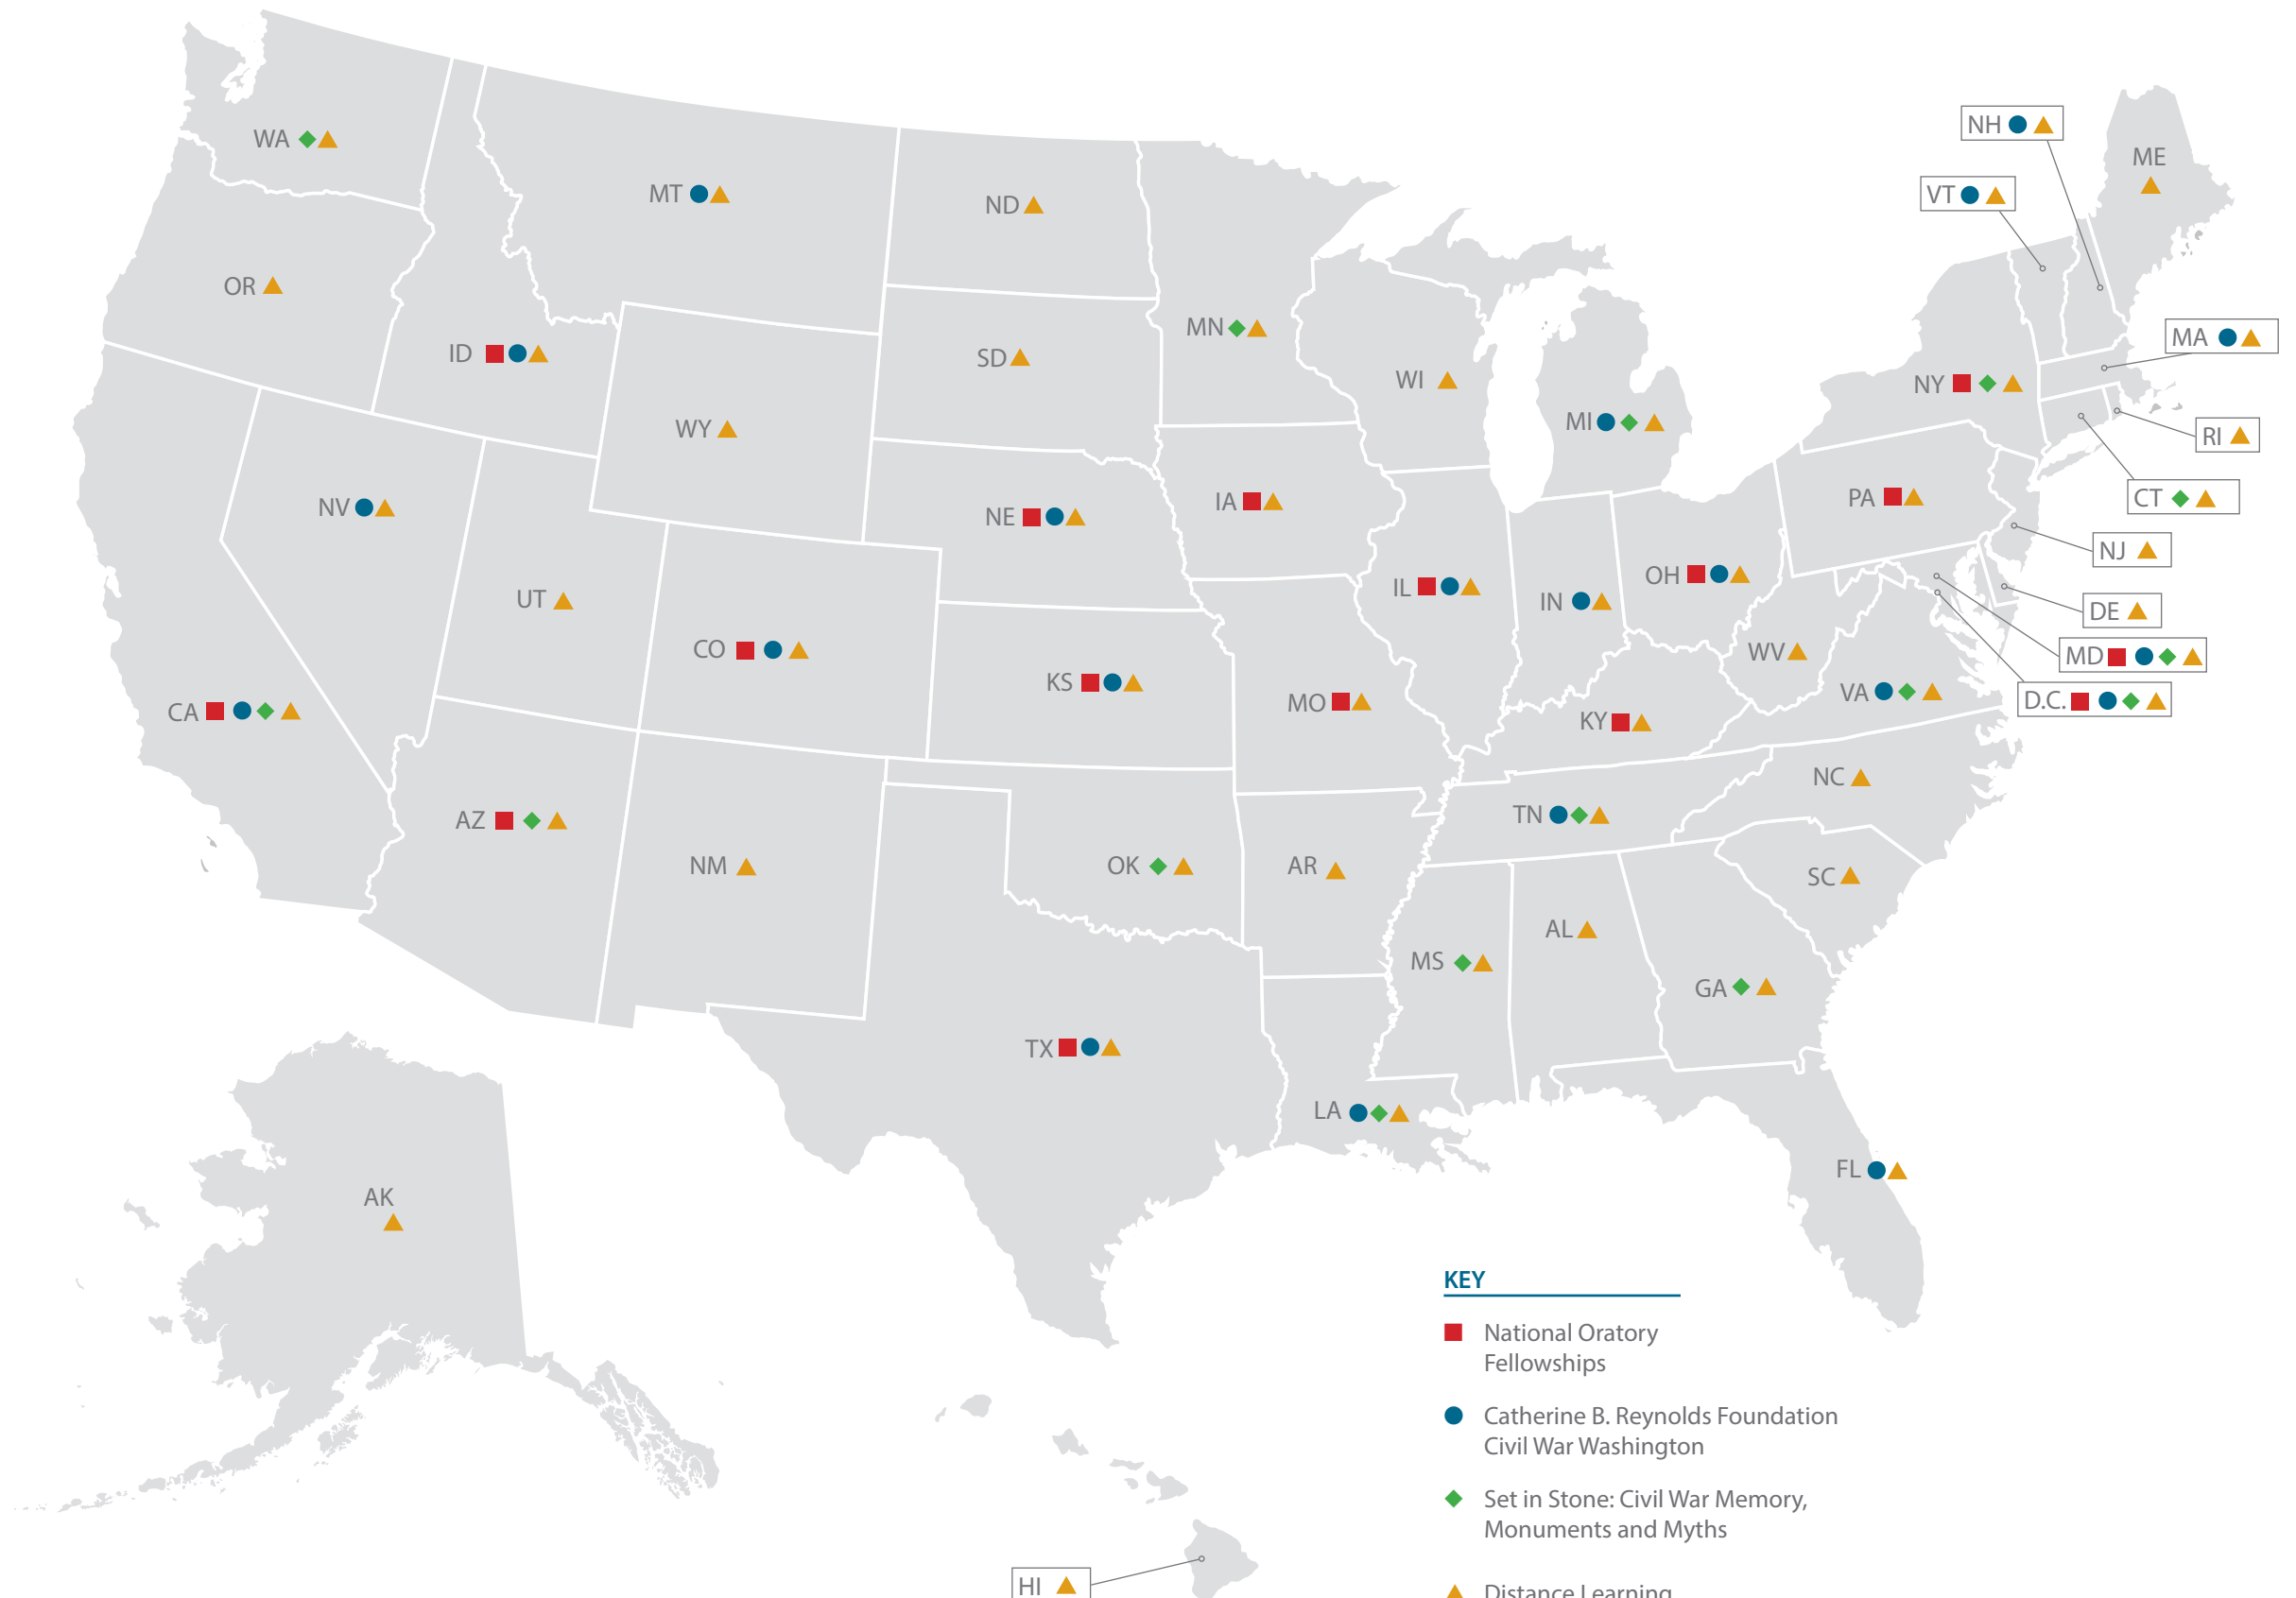 NH
ME
WA
VT
MT
ND
OR
MN
MA
ID
SD
WI
NY
MI
WY
RI
PA
CT
IA
NV
NE
NJ
OH
IL
UT
IN
DE
CO
WV
MD
KS
VA
D.C.
MO
CA
KY
NC
TN
AZ
NM
OK
AR
SC
AL
MS
GA
TX
LA
FL
AK
KEY
National Oratory
Fellowships
Catherine B. Reynolds Foundation
Civil War Washington
Set in Stone: Civil War Memory,
Monuments and Myths
HI
Distance Learning